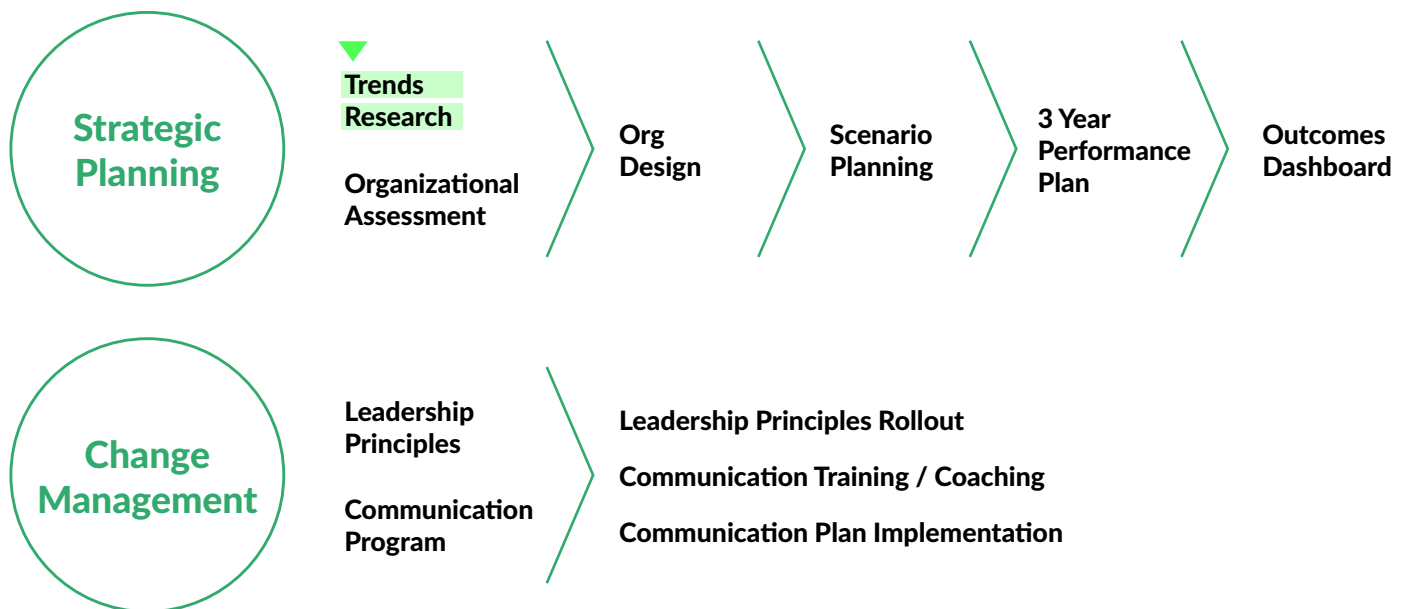 Strategic
Planning
Trends
Research
Organizational
Assessment
Org
Design
Scenario
Planning
3 Year
Performance
Plan
Outcomes
Dashboard
Change
Management
Leadership
Principles
Communication
Program
Leadership Principles Rollout
Communication Training / Coaching
Communication Plan Implementation